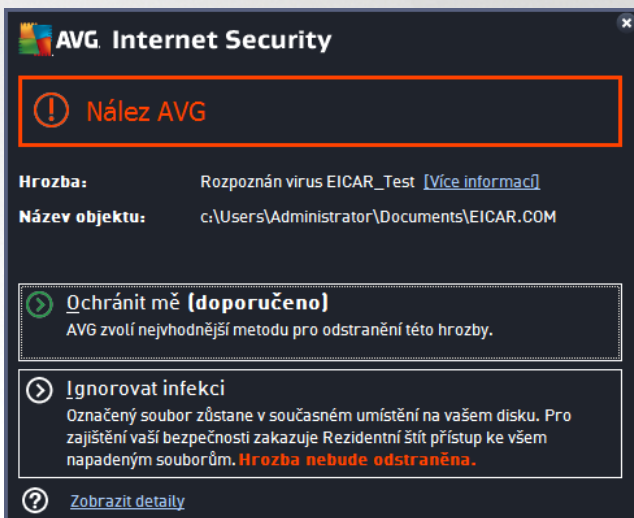 AVG. Internet Security
Nález AVG
Hrozba: Rozpoznán virus EICAR_Test [Více informací]
Název objektu: c:\Users\Administrator\Documents\EICAR.COM
Ochránit mě (doporučeno)
AVG zvolí nejvhodnější metodu pro odstranění této hrozby.
Ignorovat infekci
Označený soubor zůstane v současném umístění na vašem disku. Pro
zajištění vaší bezpečnosti zakazuje Rezidentní štít přístup ke všem
napadeným souborům. Hrozba nebude odstraněna.
Zobrazit detaily